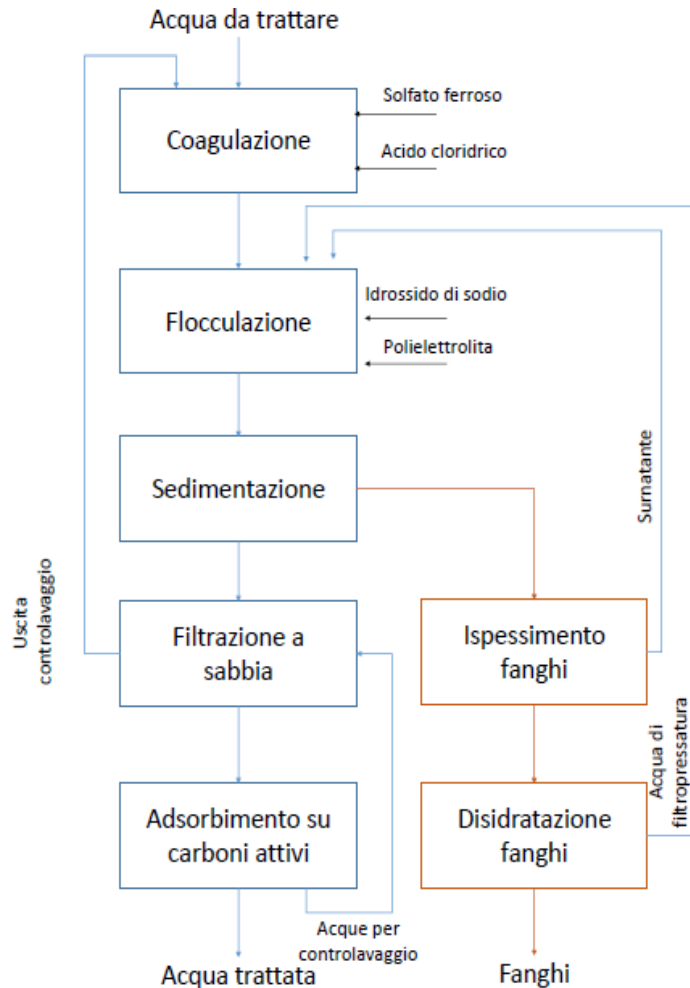 Acqua da trattare
Solfato ferroso
Coagulazione
Acido cloridrico
Idrossido di sodio
Flocculazione
Polielettrolita
Surnatante
Sedimentazione
Uscita
controlavaggio
Filtrazione a
sabbia
Ispessimento
fanghi
Acqua di
filtropressatura
Adsorbimento su
carboni attivi
Disidratazione
fanghi
Acque per
controlavaggio
Acqua trattata
Fanghi